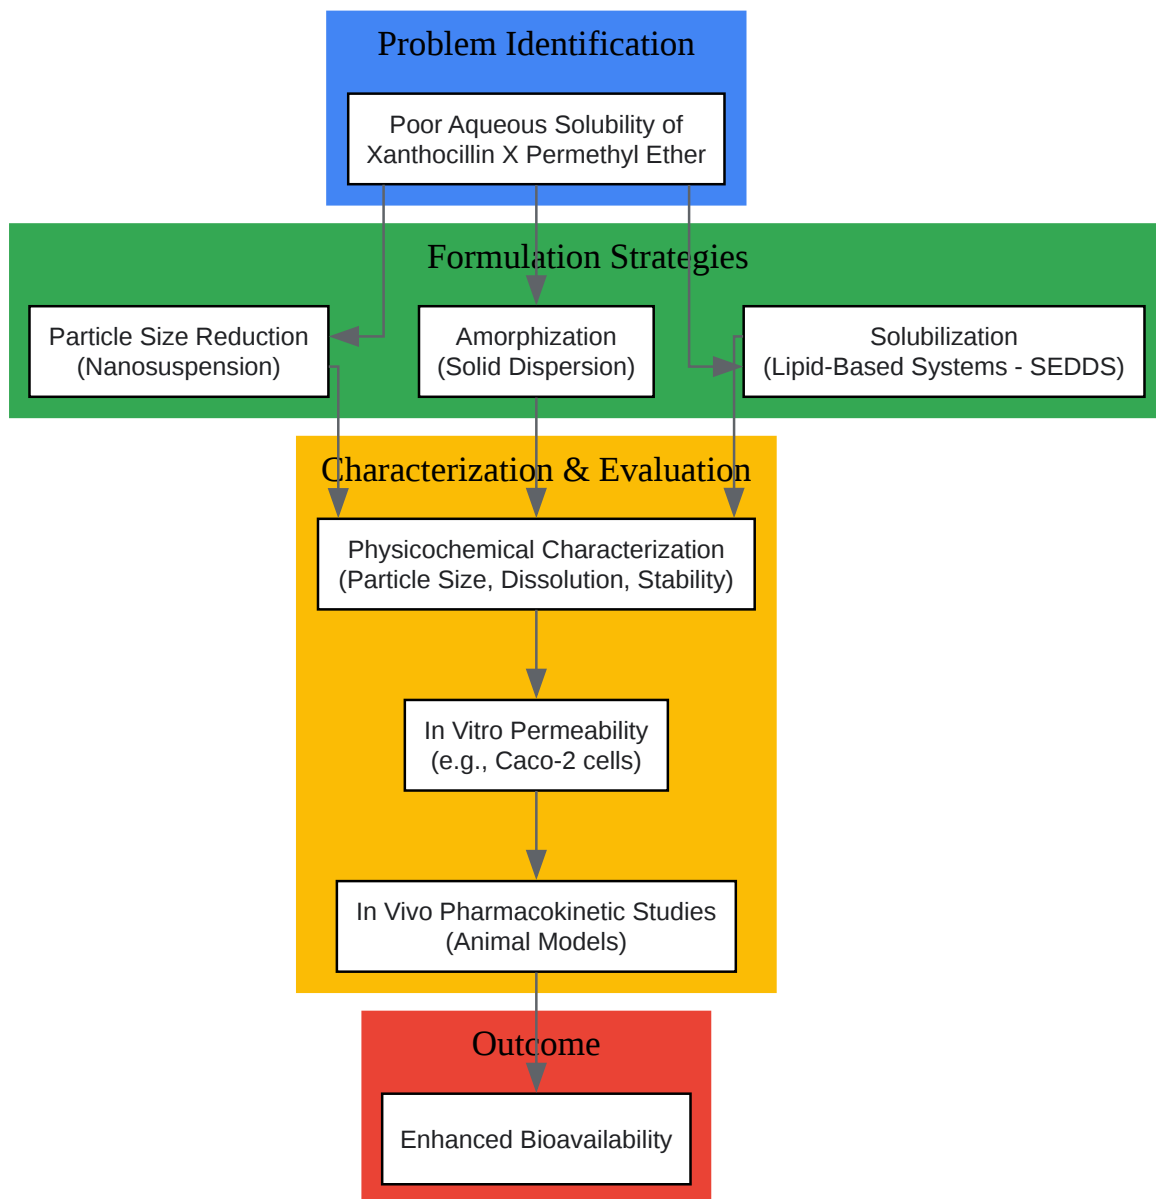 Problem Identification
Poor Aqueous Solubility of
Xanthocillin X Permethyl Ether
Formulation Strategies
Particle Size Reduction
(Nanosuspension)
Amorphization
(Solid Dispersion)
Solubilization
(Lipid-Based Systems - SEDDS)
Characterization & Evaluation
Physicochemical Characterization
(Particle Size, Dissolution, Stability)
In Vitro Permeability
(e.g., Caco-2 cells)
In Vivo Pharmacokinetic Studies
(Animal Models)
Outcome
Enhanced Bioavailability